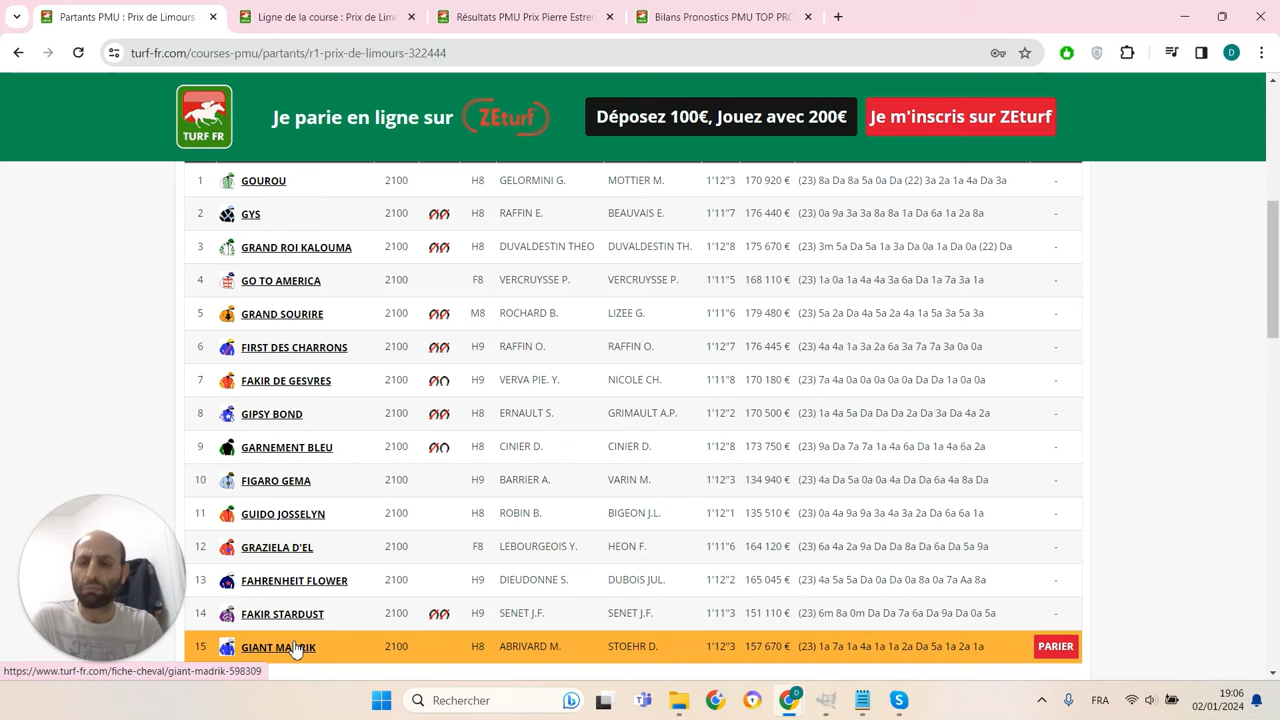 Partants PMU : Prix de Limours
Ligne de la course : Prix de Lim
Résultats PMU Prix Pierre Estrem
Bilans Pronostics PMU TOP PRO
turf-fr.com/courses-pmu/partants/r1-prix-de-limours-322444
D
TURF FR
Je parie en ligne sur ZEturf
Déposez 100€, Jouez avec 200€
Je m'inscris sur ZEturf
1 GOUROU 2100 H8 GELORMINI G. MOTTIER M. 1'12"3 170 920 € (23) 8a Da 8a 5a 0a Da (22) 3a 2a 1a 4a Da 3a -
2 GYS 2100 H8 RAFFIN E. BEAUVAIS E. 1'11"7 176 440 € (23) 0a 9a 3a 3a 8a 8a 1a Da 6a 1a 2a 8a -
3 GRAND ROI KALOUMA 2100 H8 DUVALDESTIN THEO DUVALDESTIN TH. 1'12"8 175 670 € (23) 3m 5a Da 5a 1a 3a Da 0a 1a Da 0a (22) Da -
4 GO TO AMERICA 2100 F8 VERCRUYSSE P. VERCRUYSSE P. 1'11"5 168 110 € (23) 1a 0a 1a 4a 4a 3a 6a Da 1a 7a 3a 1a -
5 GRAND SOURIRE 2100 M8 ROCHARD B. LIZEE G. 1'11"6 179 480 € (23) 5a 2a Da 4a 5a 2a 4a 1a 5a 3a 5a 3a -
6 FIRST DES CHARRONS 2100 H9 RAFFIN O. RAFFIN O. 1'12"7 176 445 € (23) 4a 4a 1a 3a 2a 6a 3a 7a 7a 3a 0a 0a -
7 FAKIR DE GESVRES 2100 H9 VERVA PIE. Y. NICOLE CH. 1'11"8 170 180 € (23) 7a 4a 0a 0a 0a 0a 0a Da Da 1a 0a 0a -
8 GIPSY BOND 2100 H8 ERNAULT S. GRIMAULT A.P. 1'12"2 170 500 € (23) 1a 4a 5a Da Da Da 2a Da 3a Da 4a 2a -
9 GARNEMENT BLEU 2100 H8 CINIER D. CINIER D. 1'12"8 173 750 € (23) 9a Da 7a 7a 1a 4a 6a Da 1a 4a 6a 2a -
10 FIGARO GEMA 2100 H9 BARRIER A. VARIN M. 1'12"3 134 940 € (23) 4a Da 5a 0a 0a 4a Da Da 6a 4a 8a Da -
11 GUIDO JOSSELYN 2100 H8 ROBIN B. BIGEON J.L. 1'12"1 135 510 € (23) 0a 4a 9a 9a 3a 4a 3a 2a Da 6a 6a 1a -
12 GRAZIELA D'EL 2100 F8 LEBOURGEOIS Y. HEON F. 1'11"6 164 120 € (23) 6a 4a 2a 9a Da Da 8a Da 6a Da 5a 9a -
13 FAHRENHEIT FLOWER 2100 H9 DIEUDONNE S. DUBOIS JUL. 1'12"2 165 045 € (23) 4a 5a 5a Da 0a Da 0a 8a Da 7a Aa 8a -
14 FAKIR STARDUST 2100 H9 SENET J.F. SENET J.F. 1'11"3 151 110 € (23) 6m 8a 0m Da Da 7a 6a Da 9a Da 0a 5a -
15 GIANT MADRIK 2100 H8 ABRIVARD M. STOEHR D. 1'12"3 157 670 € (23) 1a 7a 1a 4a 1a Da Da Da 5a 1a 2a 1a PARIER
https://www.turf-fr.com/fiche-cheval/giant-madrik-598309
Rechercher
FRA
19:06
02/01/2024